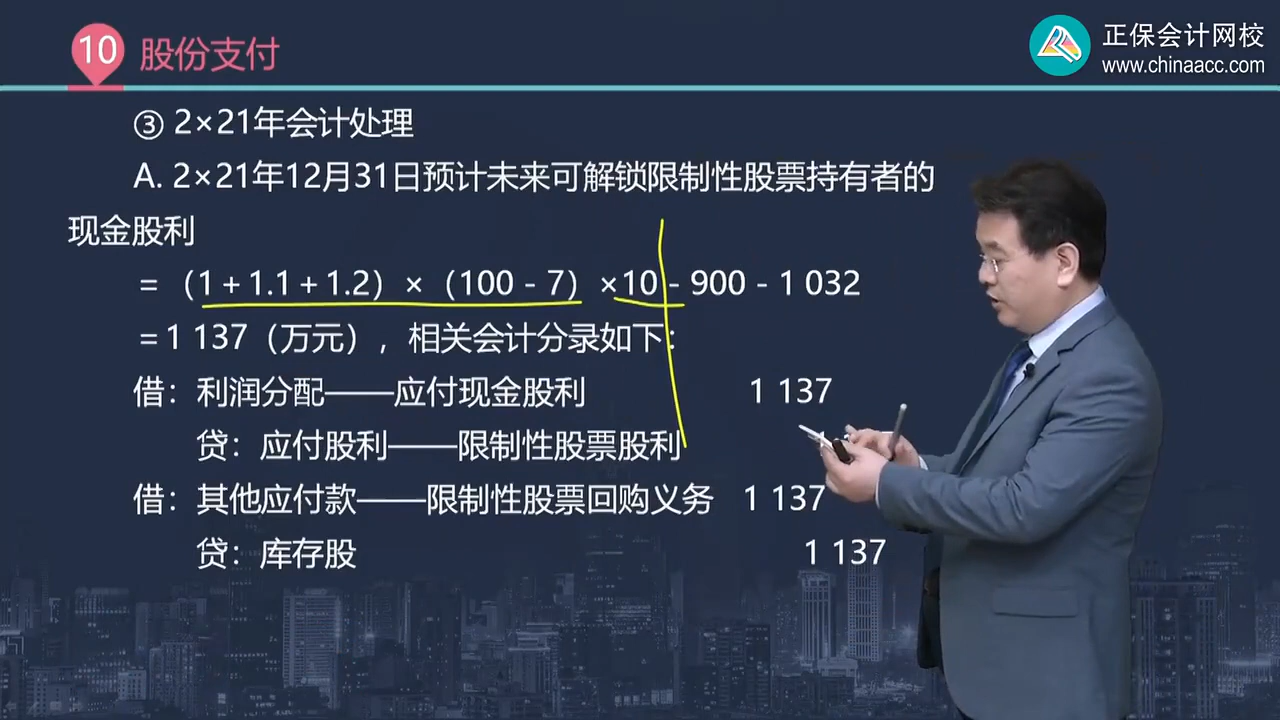 10 股份支付
正保会计网校
www.chinaacc.com
③ 2×21年会计处理
A. 2×21年12月31日预计未来可解锁限制性股票持有者的
现金股利
=（1＋1.1＋1.2）×（100－7）×10－900－1 032
=1 137（万元），相关会计分录如下：
借：利润分配——应付现金股利 1 137
贷：应付股利——限制性股票股利
借：其他应付款——限制性股票回购义务 1 137
贷：库存股 1 137